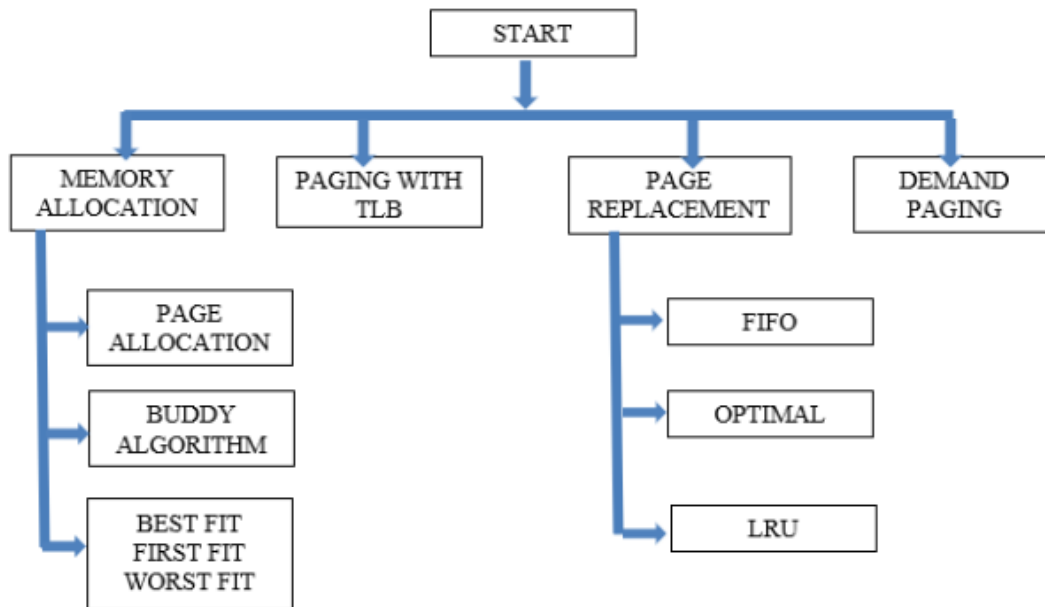 START
MEMORY
ALLOCATION
PAGING WITH
TLB
PAGE
REPLACEMENT
DEMAND
PAGING
PAGE
ALLOCATION
BUDDY
ALGORITHM
BEST FIT
FIRST FIT
WORST FIT
FIFO
OPTIMAL
LRU